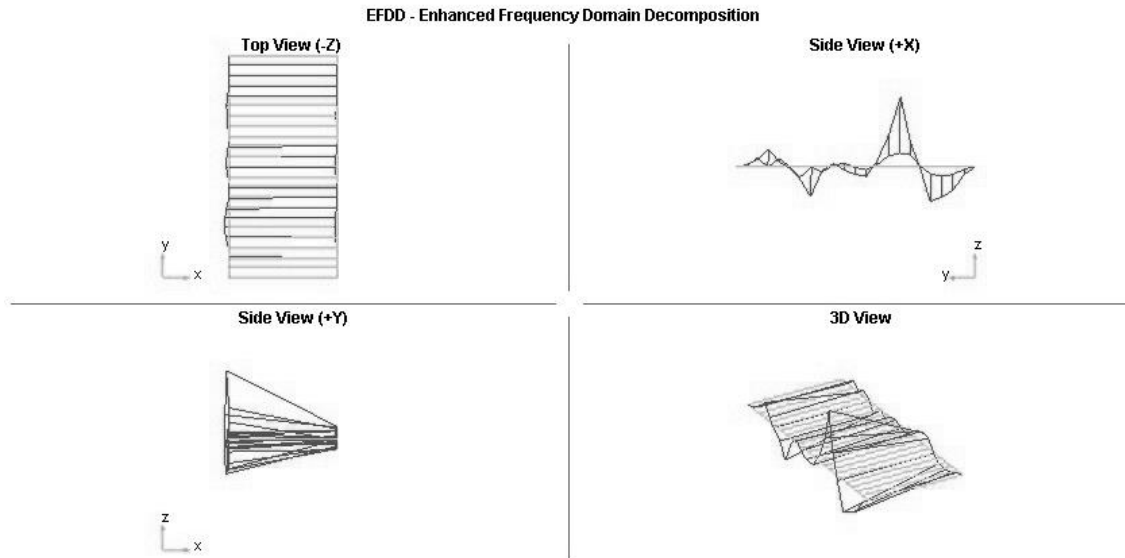 EFDD - Enhanced Frequency Domain Decomposition
Top View (-Z)
Side View (+X)
y
x
z
y
Side View (+Y)
3D View
z
x